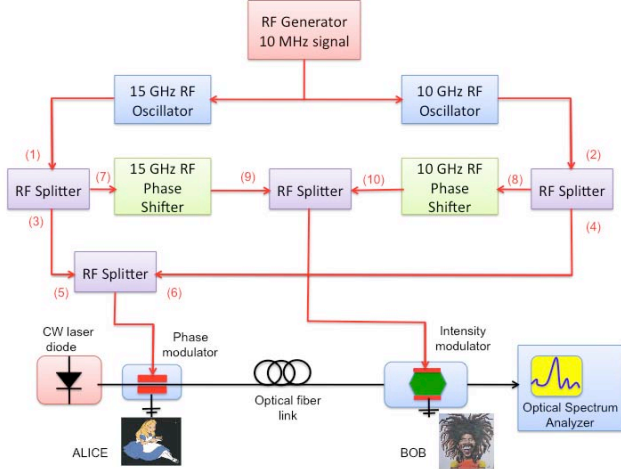 RF Generator
10 MHz signal
15 GHz RF
Oscillator
10 GHz RF
Oscillator
(1)
(2)
RF Splitter
(7)
15 GHz RF
Phase
Shifter
(9)
RF Splitter
(10)
10 GHz RF
Phase
Shifter
(8)
RF Splitter
(3)
(4)
RF Splitter
(5)
(6)
CW laser
diode
Phase
modulator
Intensity
modulator
Optical fiber
link
Optical Spectrum
Analyzer
ALICE
BOB